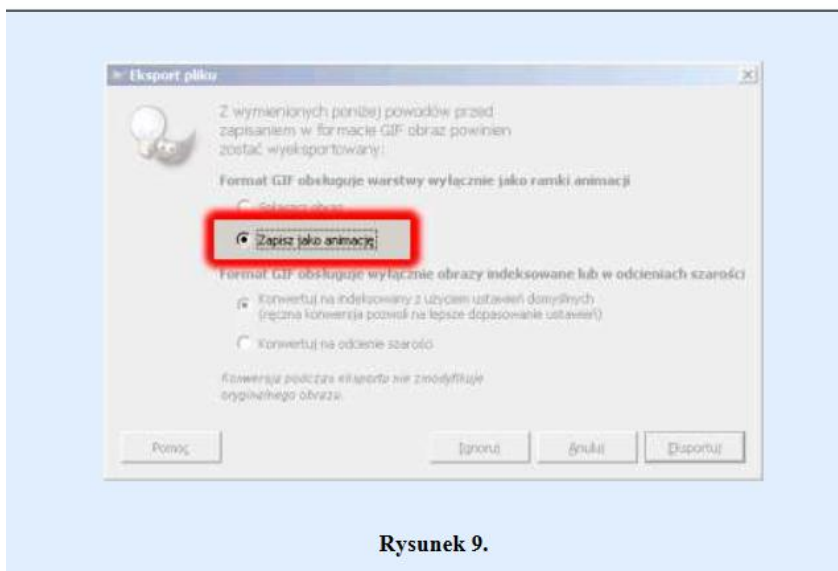 Eksport pliku
Z wymienionych poniżej powodów przed
zapisaniem w formacie GIF obraz powinien
zostać wyeksportowany:
Format GIF obsługuje warstwy wyłącznie jako ramki animacji
obraz
Zapisz jako animację
Format GIF obsługuje wyłącznie obrazy indeksowane lub w odcieniach szarości
Konwertuj na indeksowany z użyciem ustawień domyślnych
(ręczna konwersja pozwoli na lepsze dopasowanie ustawień)
Konwertuj na odcienie szarości
Konwersja podczas eksportu nie zmodyfikuje
oryginalnego obrazu.
Pomoc
Ignoruj
Anuluj
Eksportuj
Rysunek 9.